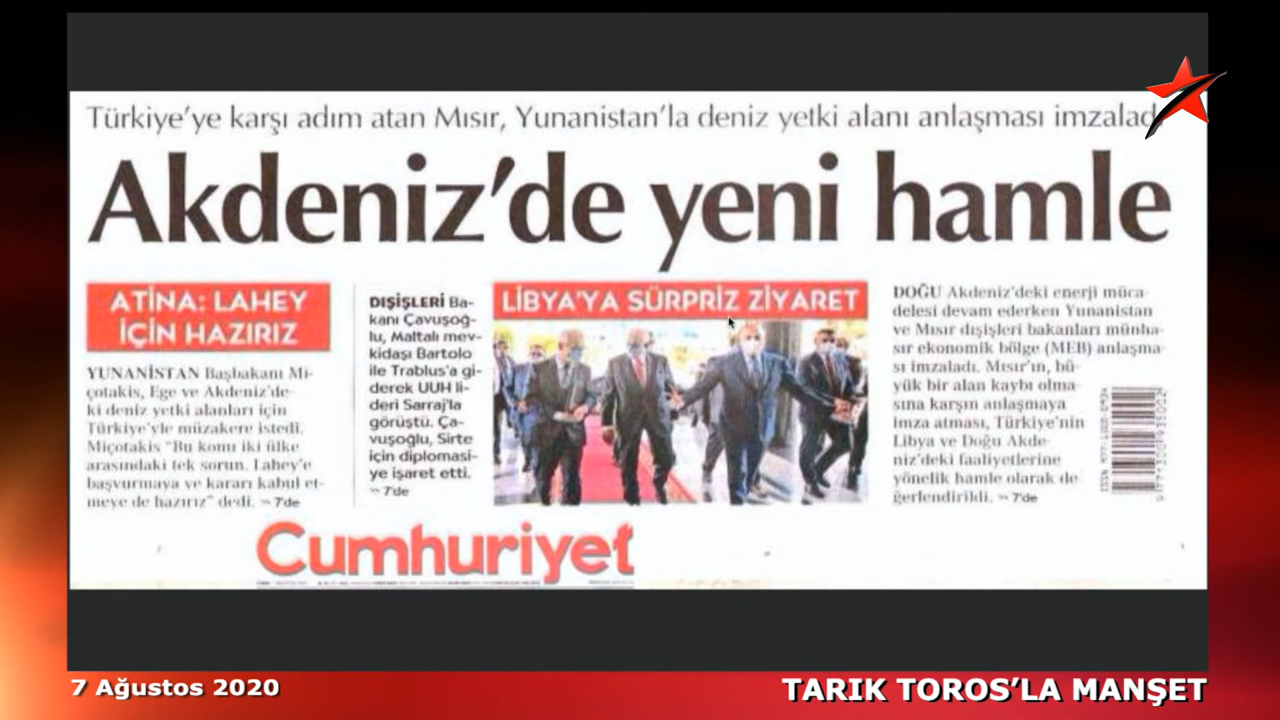 Türkiye'ye karşı adım atan Mısır, Yunanistan'la deniz yetki alanı anlaşması imzalad
Akdeniz'de yeni hamle
ATİNA: LAHEY
İÇİN HAZIRIZ
YUNANİSTAN Başbakanı Mi-
çotakis, Ege ve Akdeniz'de-
ki deniz yetki alanları için
Türkiye'yle müzakere istedi.
Miçotakis "Bu konu iki ülke
arasındaki tek sorun. Lahey'e
başvurmaya ve kararı kabul et-
meye de hazırız" dedi. 7'de
DIŞİŞLERİ Ba-
kanı Çavuşoğ-
lu, Maltalı mev-
kidaşı Bartolo
ile Trablus'a gi-
derek UUH li-
deri Sarraj'la
görüştü. Ça-
vuşoğlu, Sirte
için diplomasi-
ye işaret etti.
7'de
LİBYA'YA SÜRPRİZ ZİYARET
DOĞU Akdeniz'deki enerji müca-
delesi devam ederken Yunanistan
ve Mısır dışişleri bakanları münha-
sır ekonomik bölge (MEB) anlaşma-
sı imzaladı. Mısır'ın, bü-
yük bir alan kaybı olma-
sına karşın anlaşmaya
imza atması, Türkiye'nin
Libya ve Doğu Akde-
niz'deki faaliyetlerine
yönelik hamle olarak de-
ğerlendirildi. 7'de
Cumhuriyet
7 Ağustos 2020
TARIK TOROS'LA MANŞET